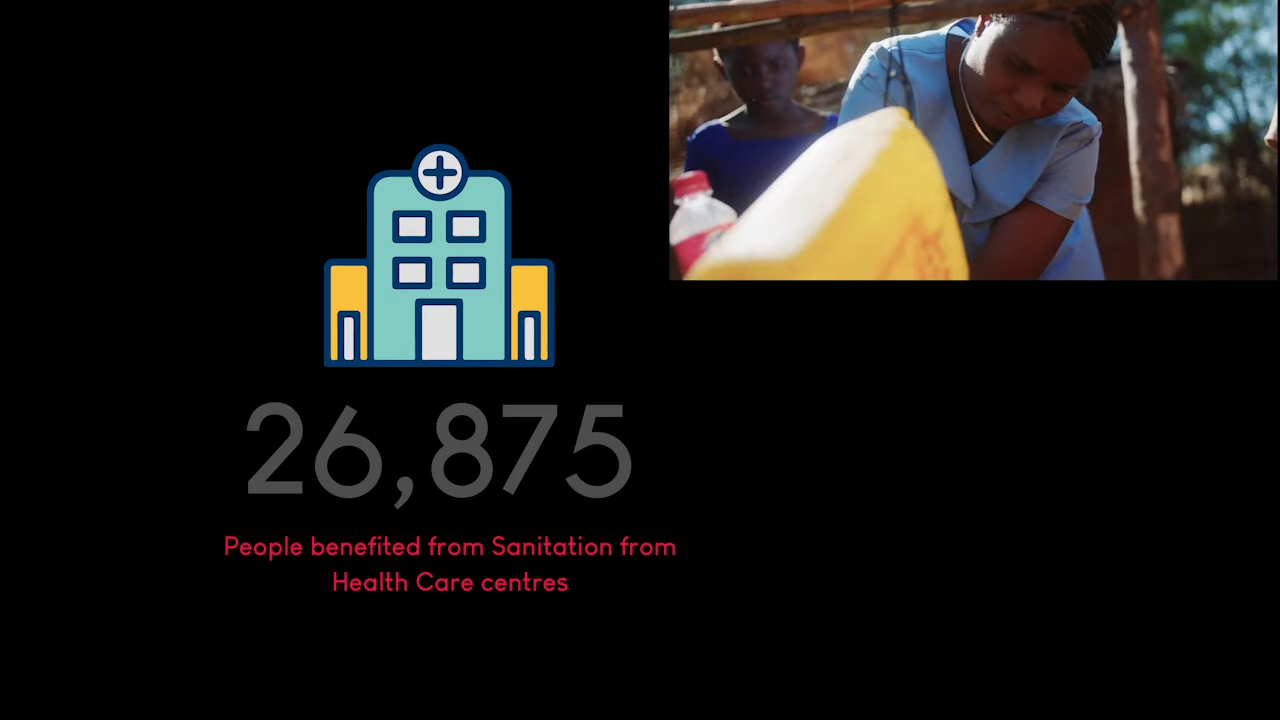 26,875
People benefited from Sanitation from
Health Care centres